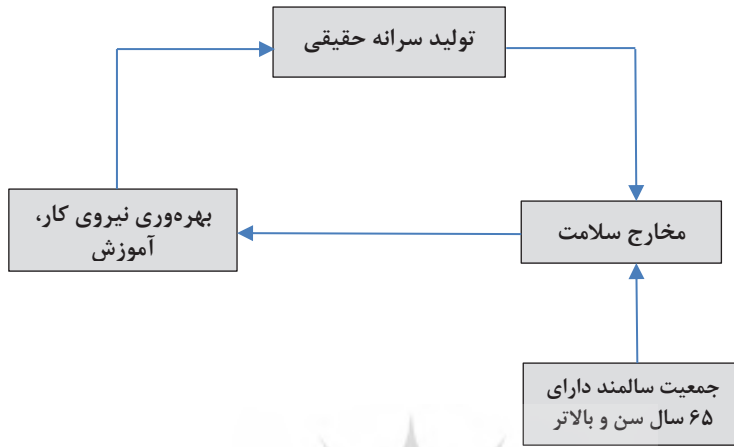 تولید سرانه حقیقی
بهره‌وری نیروی کار،
آموزش
مخارج سلامت
جمعیت سالمند دارای
۶۵ سال سن و بالاتر